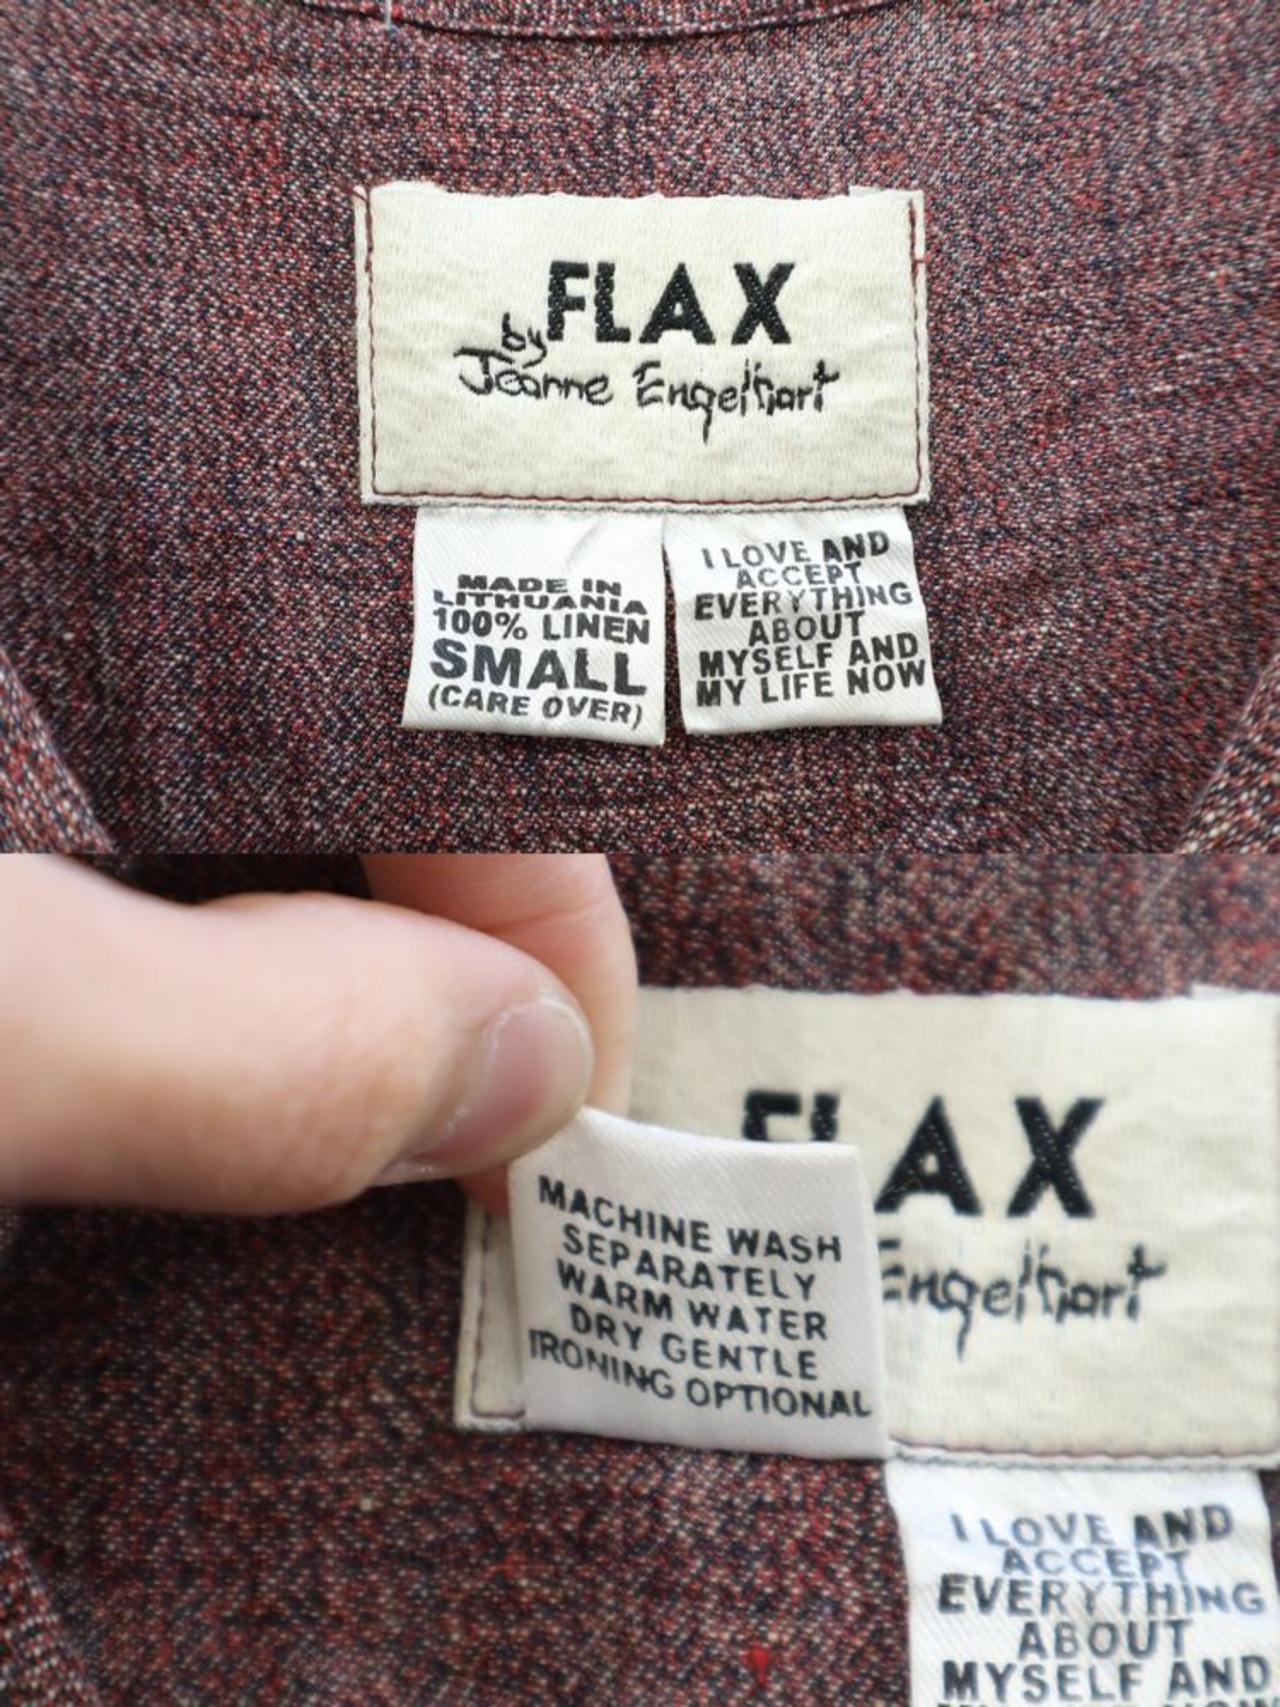 FLAX
by
Jeanne Engelhart
MADE IN
LITHUANIA
100% LINEN
SMALL
(CARE OVER)
I LOVE AND
ACCEPT
EVERYTHING
ABOUT
MYSELF AND
MY LIFE NOW
FLAX
Engelhart
MACHINE WASH
SEPARATELY
WARM WATER
DRY GENTLE
IRONING OPTIONAL
I LOVE AND
ACCEPT
EVERYTHING
ABOUT
MYSELF AND